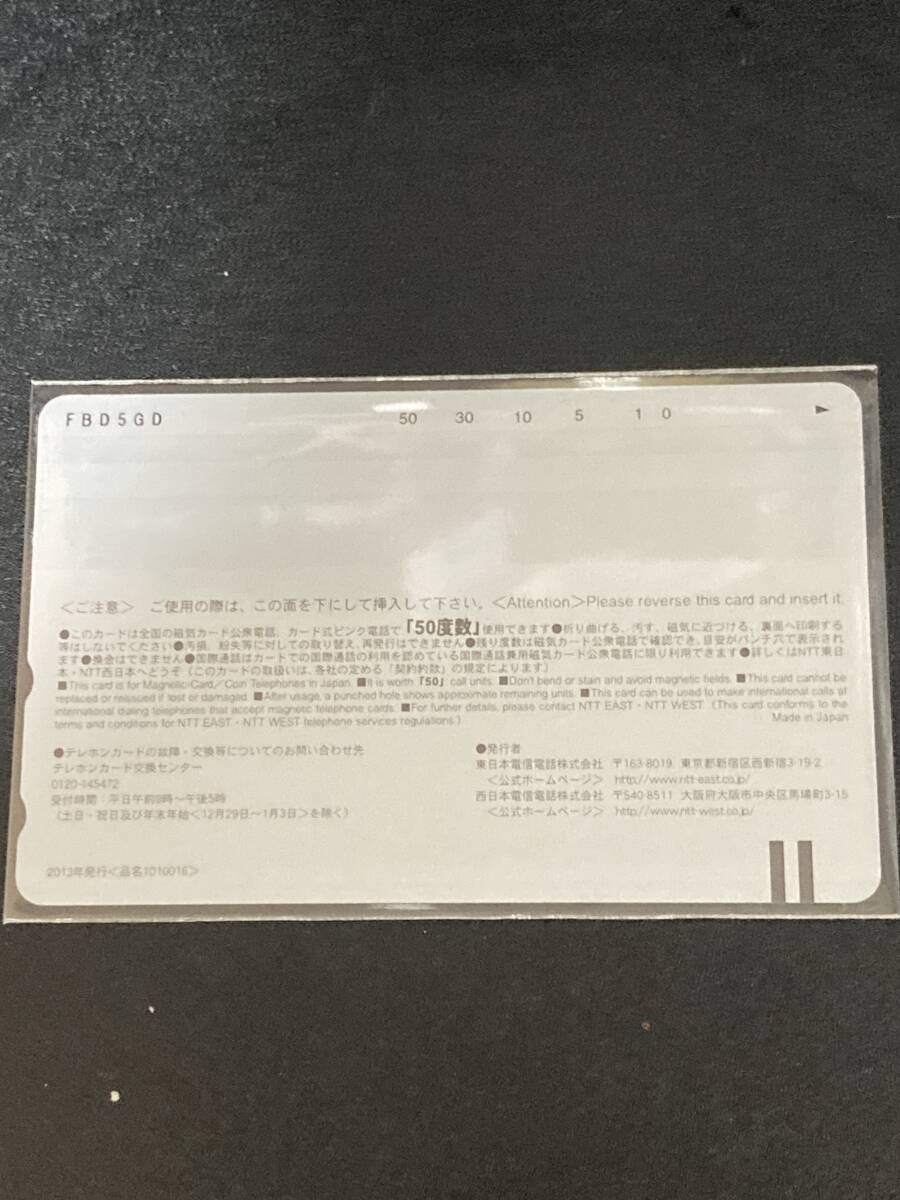 FBD5GD 50 30 10 5 1 0
<ご注意> ご使用の際は、この面を下にして挿入して下さい。<Attention>Please reverse this card and insert it.
●このカードは全国の磁気カード公衆電話、カード式ピンク電話で「50度数」使用できます●折り曲げる、汚す、磁気に近づける、裏面へ印刷する
等はしないでください●汚損、紛失等に対しての取り替え、再発行はできません●残り度数は磁気カード公衆電話で確認でき、目安がパンチ穴で表示され
ます●換金はできません●国際通話はカードでの国際通話の利用を認めている国際通話兼用磁気カード公衆電話に限り利用できます●詳しくはNTT東日
本・NTT西日本へどうぞ(このカードの取扱いは、各社の定める「契約約款」の規定によります)
■This card is for Magnetic-Card/Coin Telephones in Japan. ■It is worth「50」call units. ■Don't bend or stain and avoid magnetic fields. ■This card cannot be
replaced or reissued if lost or damaged. ■After usage, a punched hole shows approximate remaining units. ■This card can be used to make international calls at
international dialing telephones that accept magnetic telephone cards. ■For further details, please contact NTT EAST・NTT WEST. (This card conforms to the
terms and conditions for NTT EAST・NTT WEST telephone services regulations.) Made in Japan
●テレホンカードの故障・交換等についてのお問い合わせ先
テレホンカード交換センター
0120-145472
受付時間:平日午前9時〜午後5時
(土日・祝日及び年末年始<12月29日〜1月3日>を除く)
●発行者
東日本電信電話株式会社 〒163-8019 東京都新宿区西新宿3-19-2
<公式ホームページ> http://www.ntt-east.co.jp/
西日本電信電話株式会社 〒540-8511 大阪府大阪市中央区馬場町3-15
<公式ホームページ> http://www.ntt-west.co.jp/
2013年発行<品名1010016>